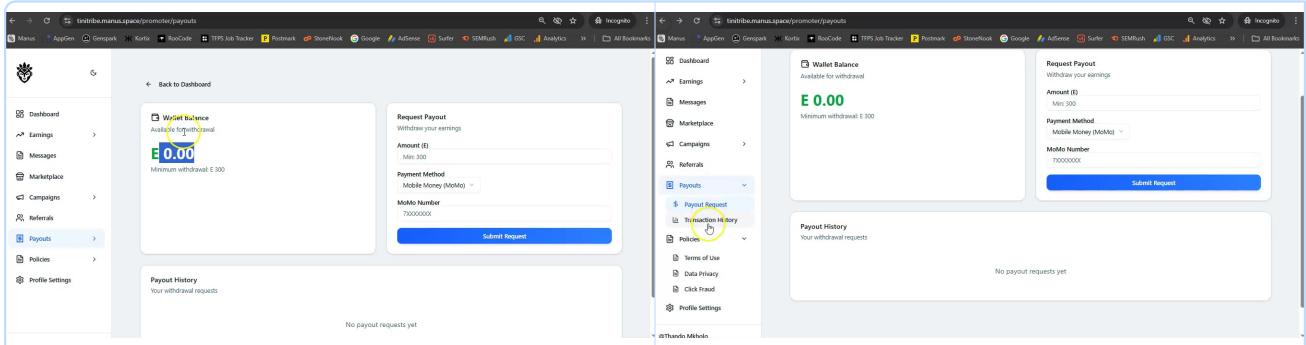 tinitribe.manus.space/promoter/payouts
Incognito
Manus
AppGen
Genspark
Kortix
RooCode
TFPS Job Tracker
Postmark
StoneNook
Google
AdSense
Surfer
SEMRush
GSC
Analytics
All Bookmarks
Dashboard
Earnings
Messages
Marketplace
Campaigns
Referrals
Payouts
Policies
Profile Settings
Back to Dashboard
Wallet Balance
Available for withdrawal
E 0.00
Minimum withdrawal: E 300
Request Payout
Withdraw your earnings
Amount (E)
Min: 300
Payment Method
Mobile Money (MoMo)
MoMo Number
7XXXXXXX
Submit Request
Payout History
Your withdrawal requests
No payout requests yet
tinitribe.manus.space/promoter/payouts
Incognito
Manus
AppGen
Genspark
Kortix
RooCode
TFPS Job Tracker
Postmark
StoneNook
Google
AdSense
Surfer
SEMRush
GSC
Analytics
All Bookmarks
Dashboard
Earnings
Messages
Marketplace
Campaigns
Referrals
Payouts
Payout Request
Transaction History
Policies
Terms of Use
Data Privacy
Click Fraud
Profile Settings
@Thando Mkholo
Wallet Balance
Available for withdrawal
E 0.00
Minimum withdrawal: E 300
Request Payout
Withdraw your earnings
Amount (E)
Min: 300
Payment Method
Mobile Money (MoMo)
MoMo Number
7XXXXXXX
Submit Request
Payout History
Your withdrawal requests
No payout requests yet